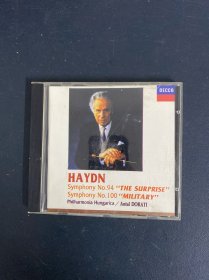 DECCA
HAYDN
Symphony No.94 "THE SURPRISE"
Symphony No.100 "MILITARY"
Philharmonia Hungarica / Antal DORATI